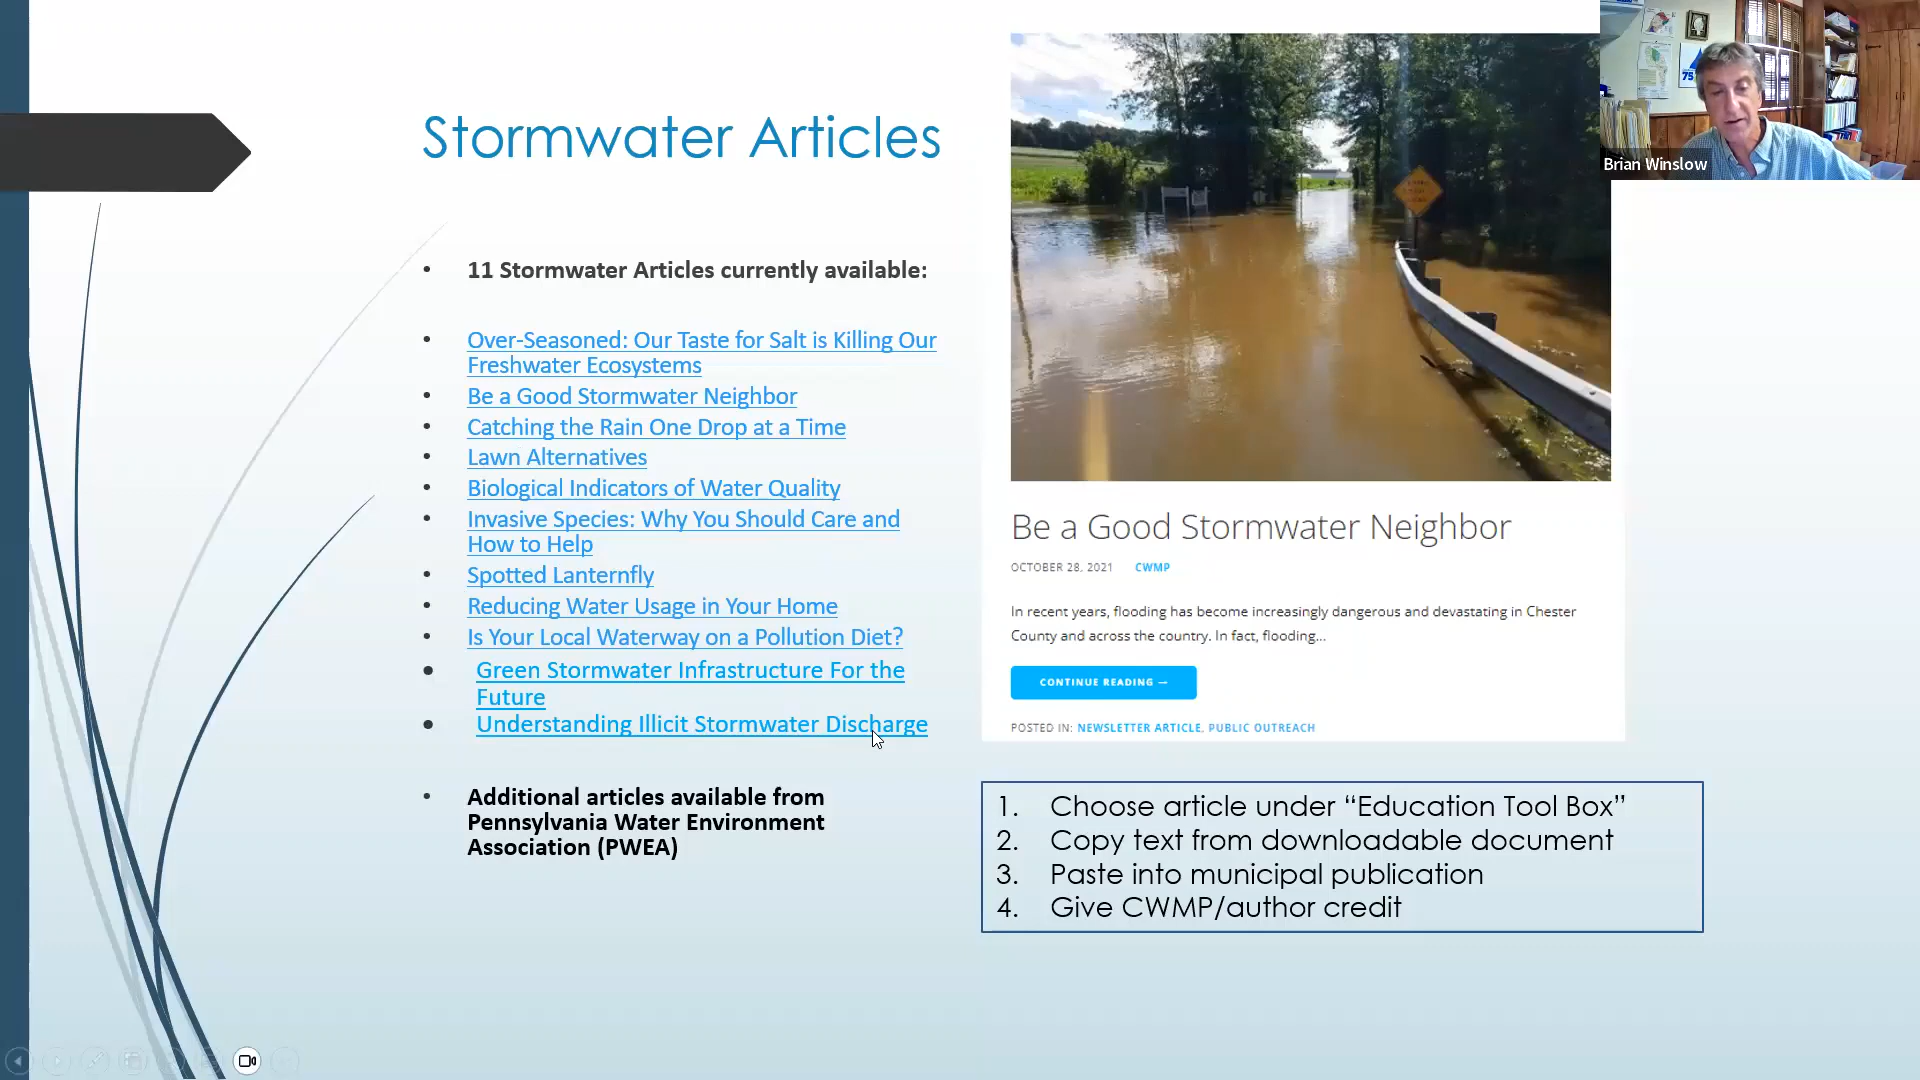 Stormwater Articles
• 11 Stormwater Articles currently available:
• Over-Seasoned: Our Taste for Salt is Killing Our
Freshwater Ecosystems
• Be a Good Stormwater Neighbor
• Catching the Rain One Drop at a Time
• Lawn Alternatives
• Biological Indicators of Water Quality
• Invasive Species: Why You Should Care and
How to Help
• Spotted Lanternfly
• Reducing Water Usage in Your Home
• Is Your Local Waterway on a Pollution Diet?
• Green Stormwater Infrastructure For the
Future
• Understanding Illicit Stormwater Discharge
• Additional articles available from
Pennsylvania Water Environment
Association (PWEA)
Be a Good Stormwater Neighbor
OCTOBER 28, 2021 CWMP
In recent years, flooding has become increasingly dangerous and devastating in Chester
County and across the country. In fact, flooding...
CONTINUE READING →
POSTED IN: NEWSLETTER ARTICLE, PUBLIC OUTREACH
1. Choose article under “Education Tool Box”
2. Copy text from downloadable document
3. Paste into municipal publication
4. Give CWMP/author credit
75
Brian Winslow